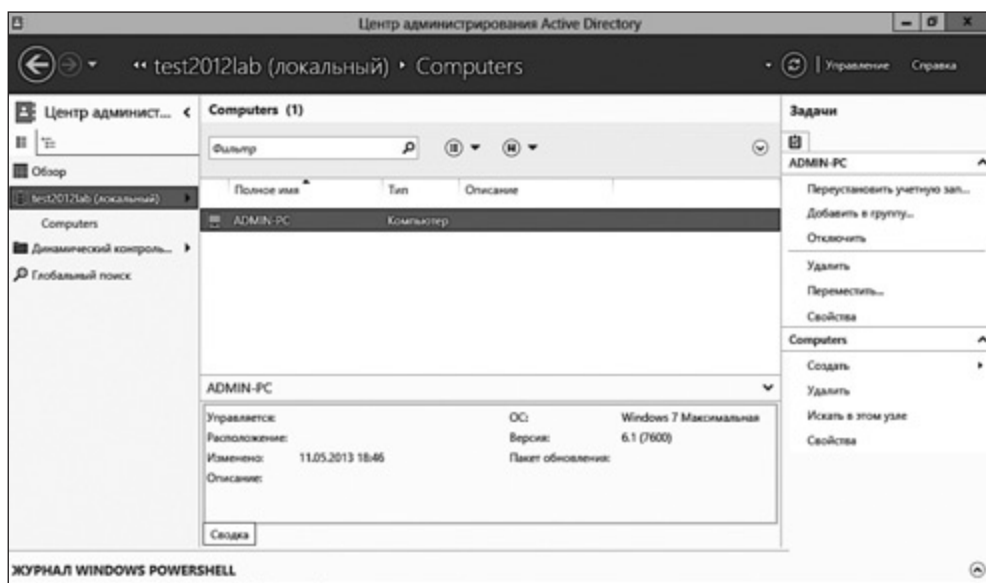 Центр администрирования Active Directory
test2012lab (локальный) • Computers
Управление Справка
Центр админист...
Обзор
test2012lab (локальный)
Computers
Динамический контроль...
Глобальный поиск
Computers (1)
Фильтр
Полное имя Тип Описание
ADMIN-PC Компьютер
ADMIN-PC
Управляется: ОС: Windows 7 Максимальная
Расположение: Версия: 6.1 (7600)
Изменено: 11.05.2013 18:46 Пакет обновления:
Описание:
Сводка
Задачи
ADMIN-PC
Переустановить учетную зап...
Добавить в группу...
Отключить
Удалить
Переместить...
Свойства
Computers
Создать
Удалить
Искать в этом узле
Свойства
ЖУРНАЛ WINDOWS POWERSHELL